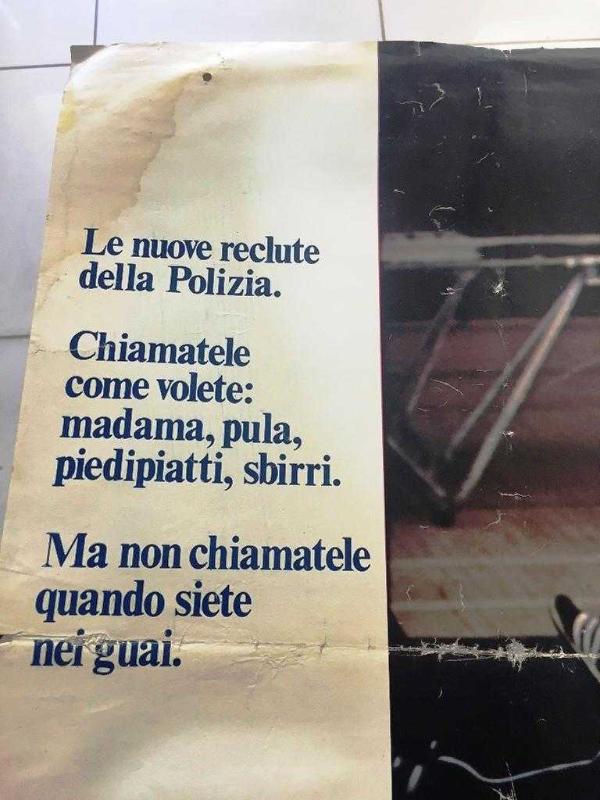 Le nuove reclute
della Polizia.
Chiamatele
come volete:
madama, pula,
piedipiatti, sbirri.
Ma non chiamatele
quando siete
nei guai.